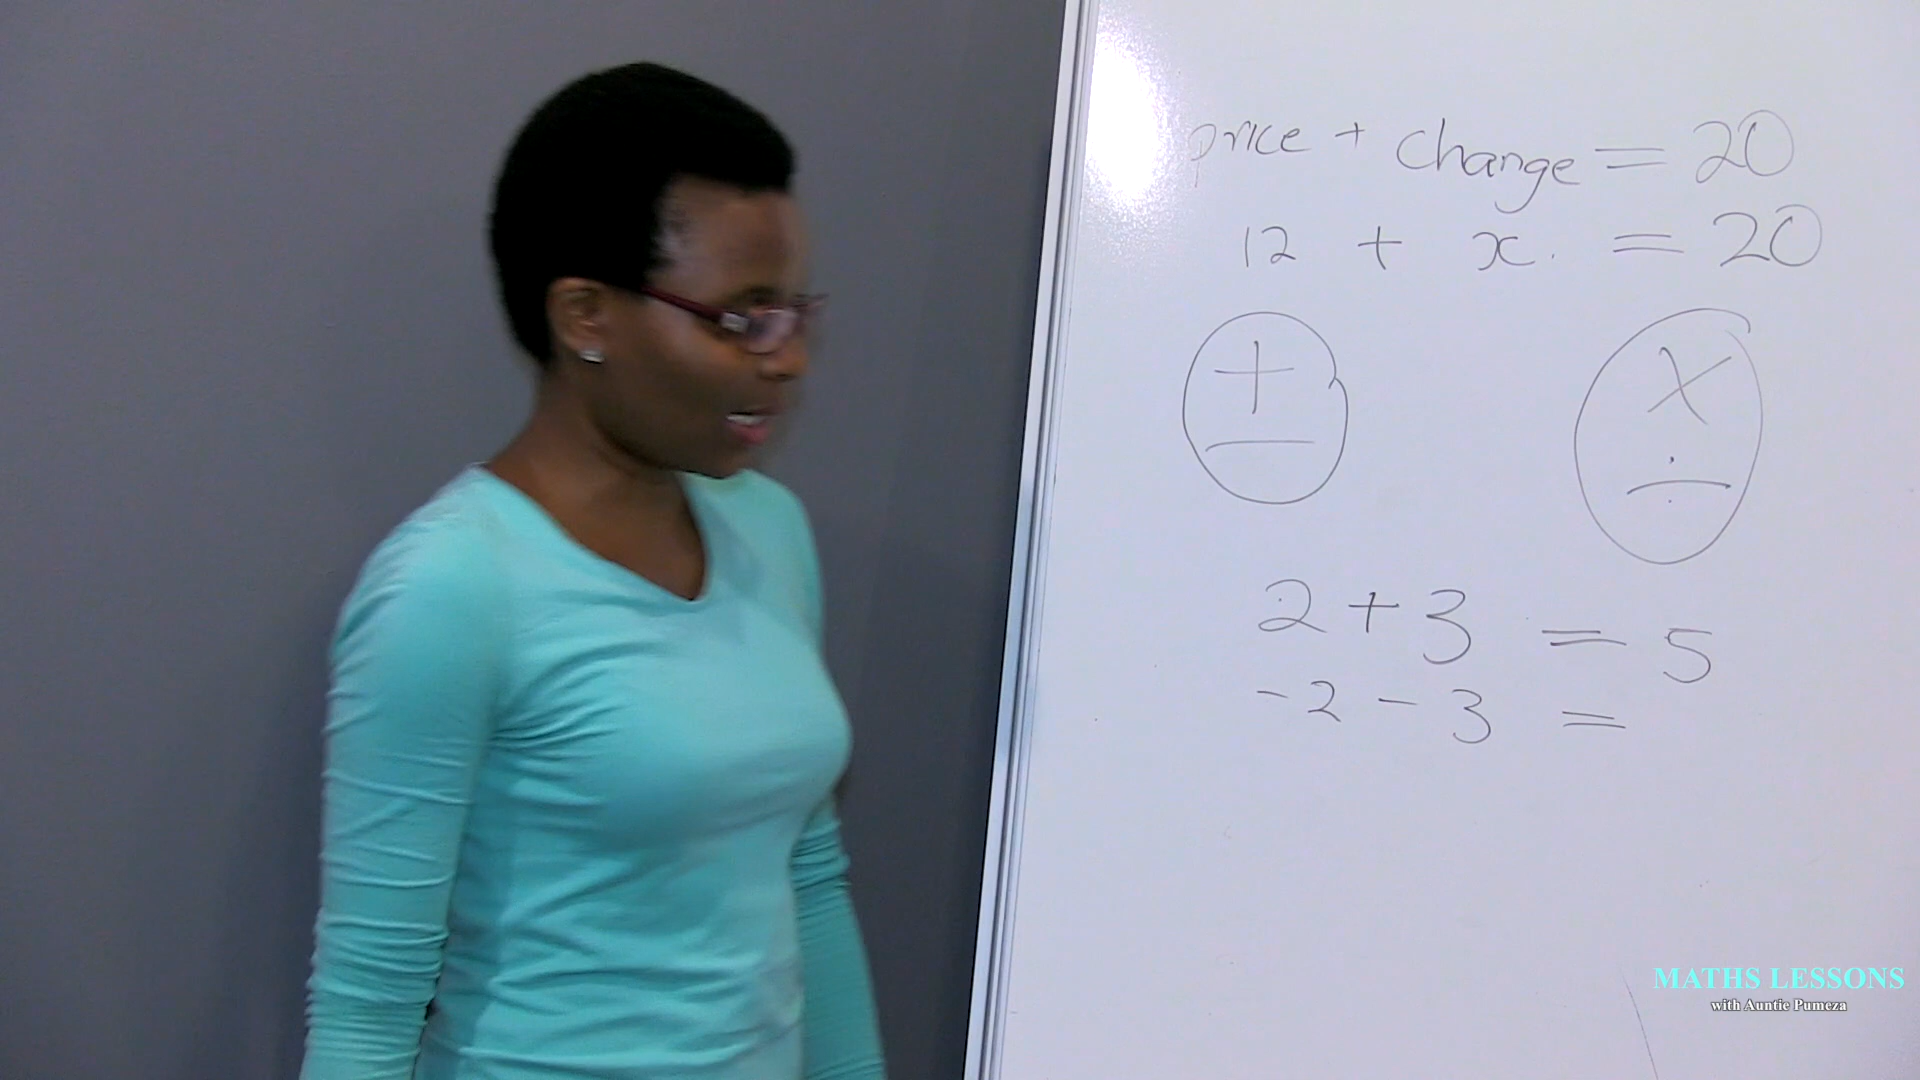 price + change = 20
12 + x = 20
+
−
×
÷
2 + 3 = 5
-2 - 3 =
MATHS LESSONS
with Auntie Pumeza